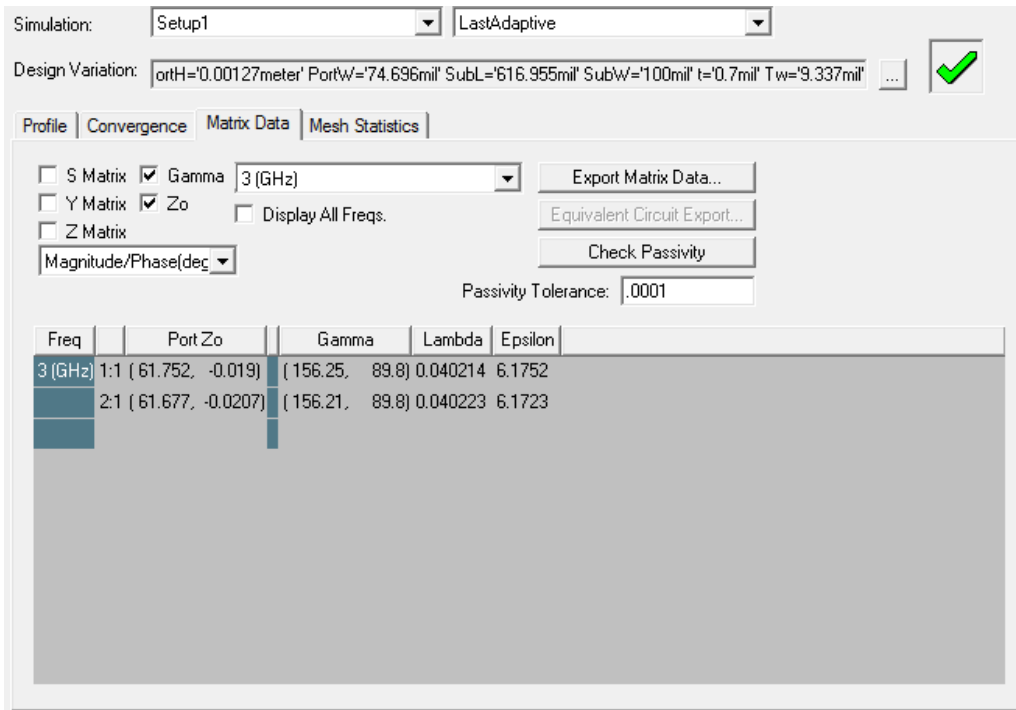 Simulation: Setup1 LastAdaptive
Design Variation: ortH='0.00127meter' PortW='74.696mil' SubL='616.955mil' SubW='100mil' t='0.7mil' Tw='9.337mil' ...
Profile Convergence Matrix Data Mesh Statistics
S Matrix Gamma 3 (GHz) Export Matrix Data...
Y Matrix Zo Display All Freqs. Equivalent Circuit Export...
Z Matrix Check Passivity
Magnitude/Phase(deg
Passivity Tolerance: .0001
Freq Port Zo Gamma Lambda Epsilon
3 (GHz) 1:1 ( 61.752, -0.019) ( 156.25, 89.8) 0.040214 6.1752
2:1 ( 61.677, -0.0207) ( 156.21, 89.8) 0.040223 6.1723